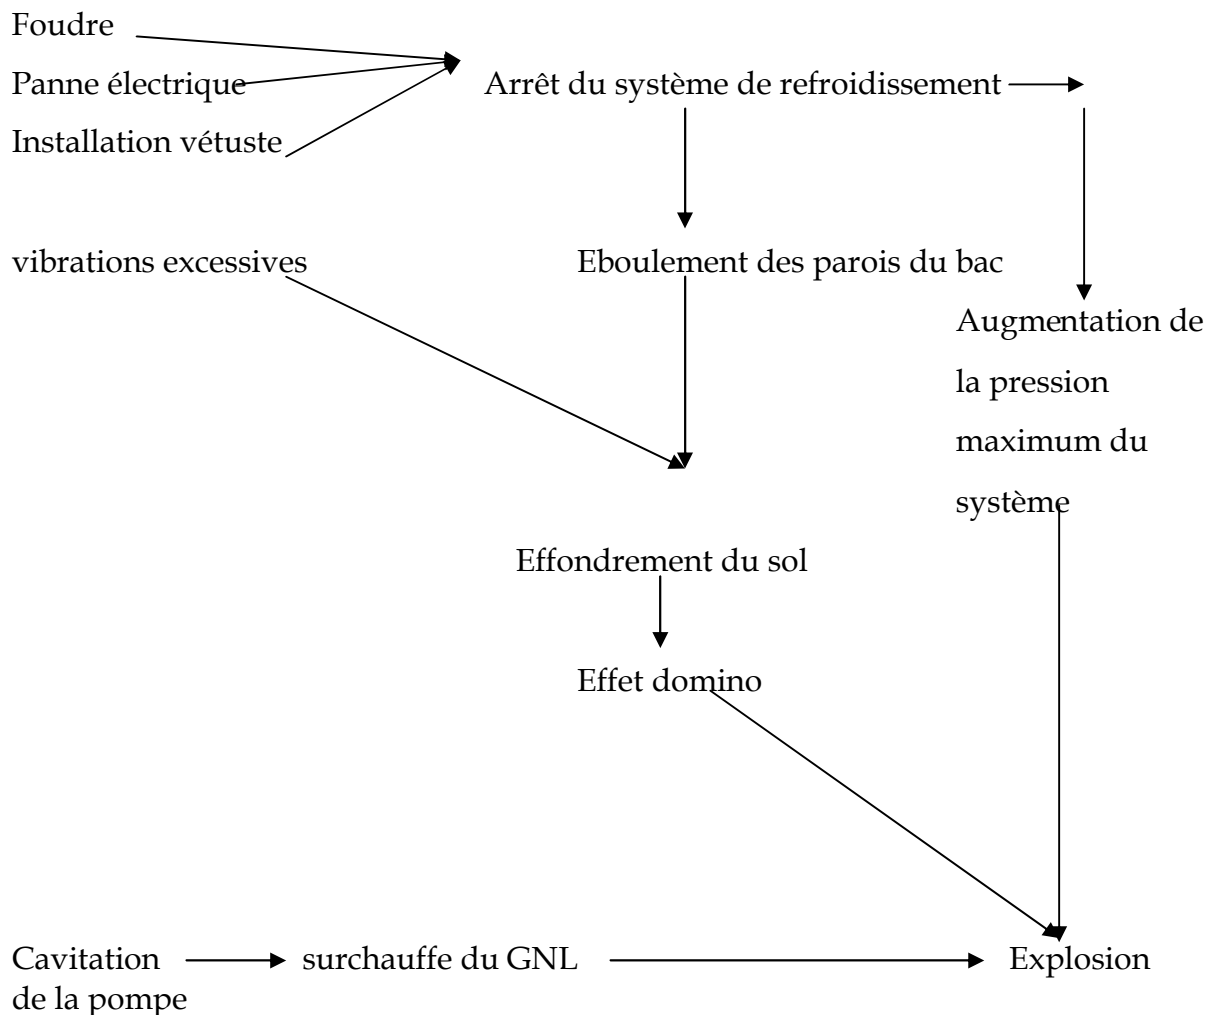 Foudre
Panne électrique
Arrêt du système de refroidissement
Installation vétuste
vibrations excessives
Eboulement des parois du bac
Augmentation de
la pression
maximum du
système
Effondrement du sol
Effet domino
Cavitation
de la pompe
surchauffe du GNL
Explosion